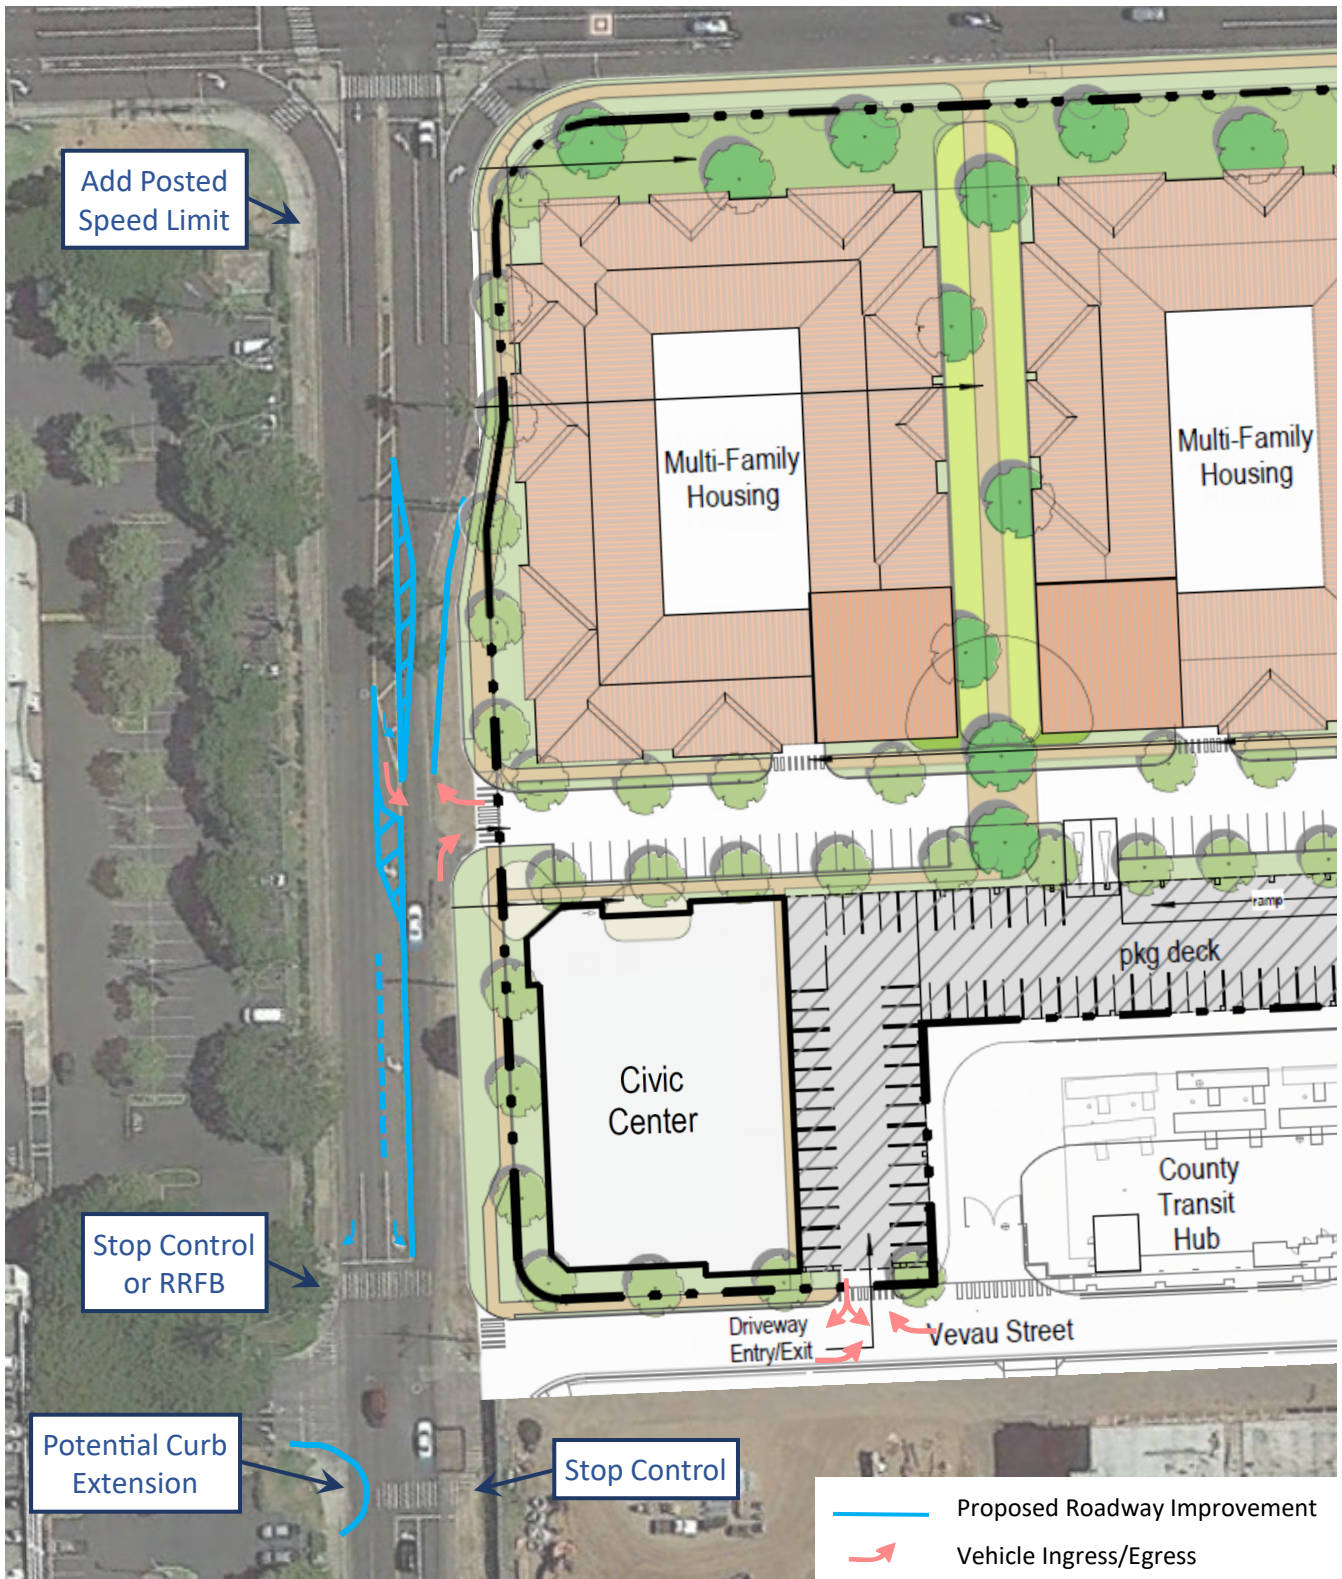 Add Posted
Speed Limit
Multi-Family
Housing
Multi-Family
Housing
ramp
pkg deck
Civic
Center
County
Transit
Hub
Stop Control
or RRFB
Driveway
Entry/Exit
Vevau Street
Potential Curb
Extension
Stop Control
Proposed Roadway Improvement
Vehicle Ingress/Egress